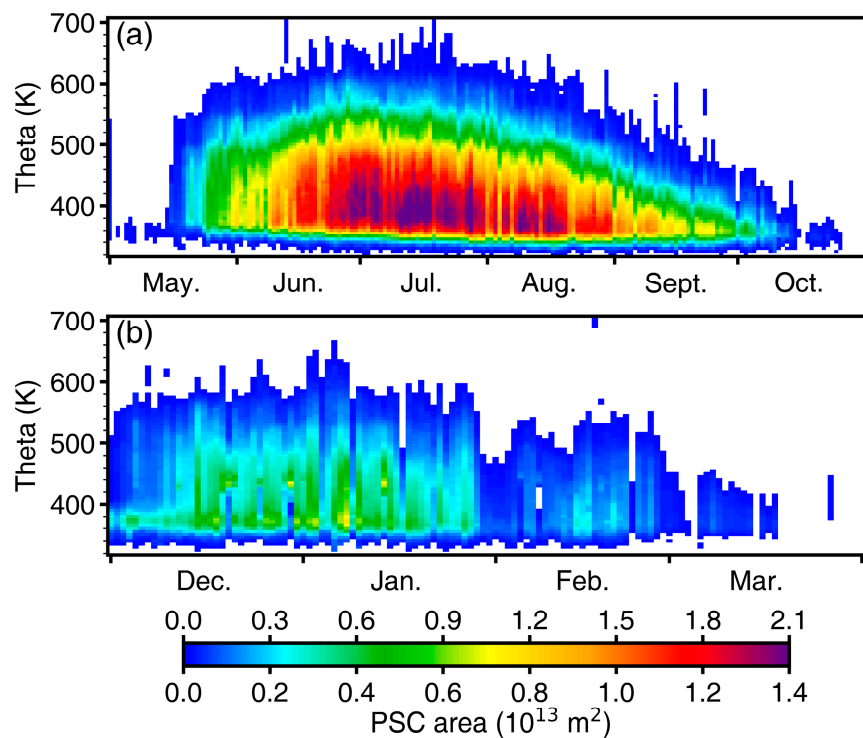 (a)
700
600
500
400
Theta (K)
May. Jun. Jul. Aug. Sept. Oct.
(b)
700
600
500
400
Theta (K)
Dec. Jan. Feb. Mar.
0.0 0.3 0.6 0.9 1.2 1.5 1.8 2.1
0.0 0.2 0.4 0.6 0.8 1.0 1.2 1.4
PSC area (10¹³ m²)